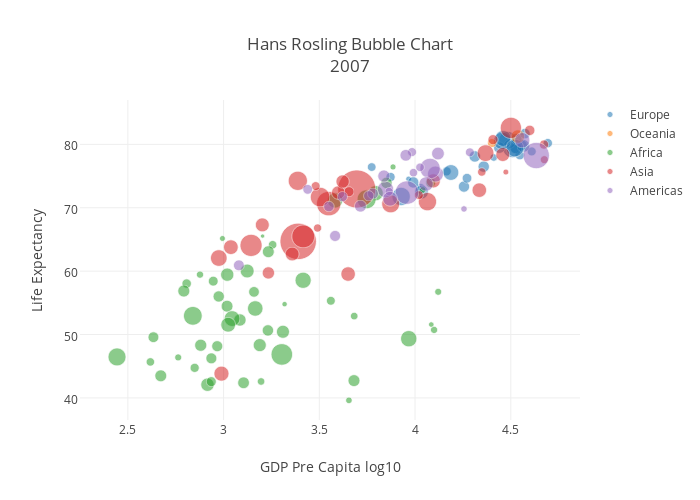 Hans Rosling Bubble Chart
2007
Europe
Oceania
Africa
Asia
Americas
Life Expectancy
80
70
60
50
40
2.5
3
3.5
4
4.5
GDP Pre Capita log10